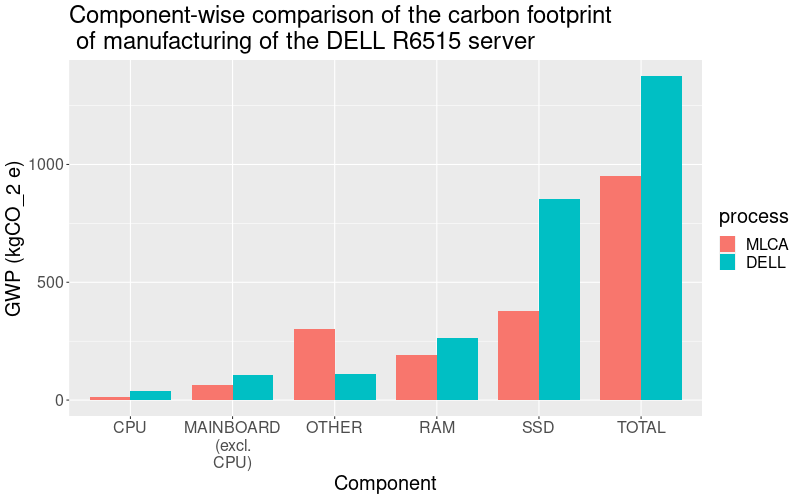 Component-wise comparison of the carbon footprint
of manufacturing of the DELL R6515 server
GWP (kgCO_2 e)
1000
500
0
CPU
MAINBOARD
(excl.
CPU)
OTHER
RAM
SSD
TOTAL
Component
process
MLCA
DELL